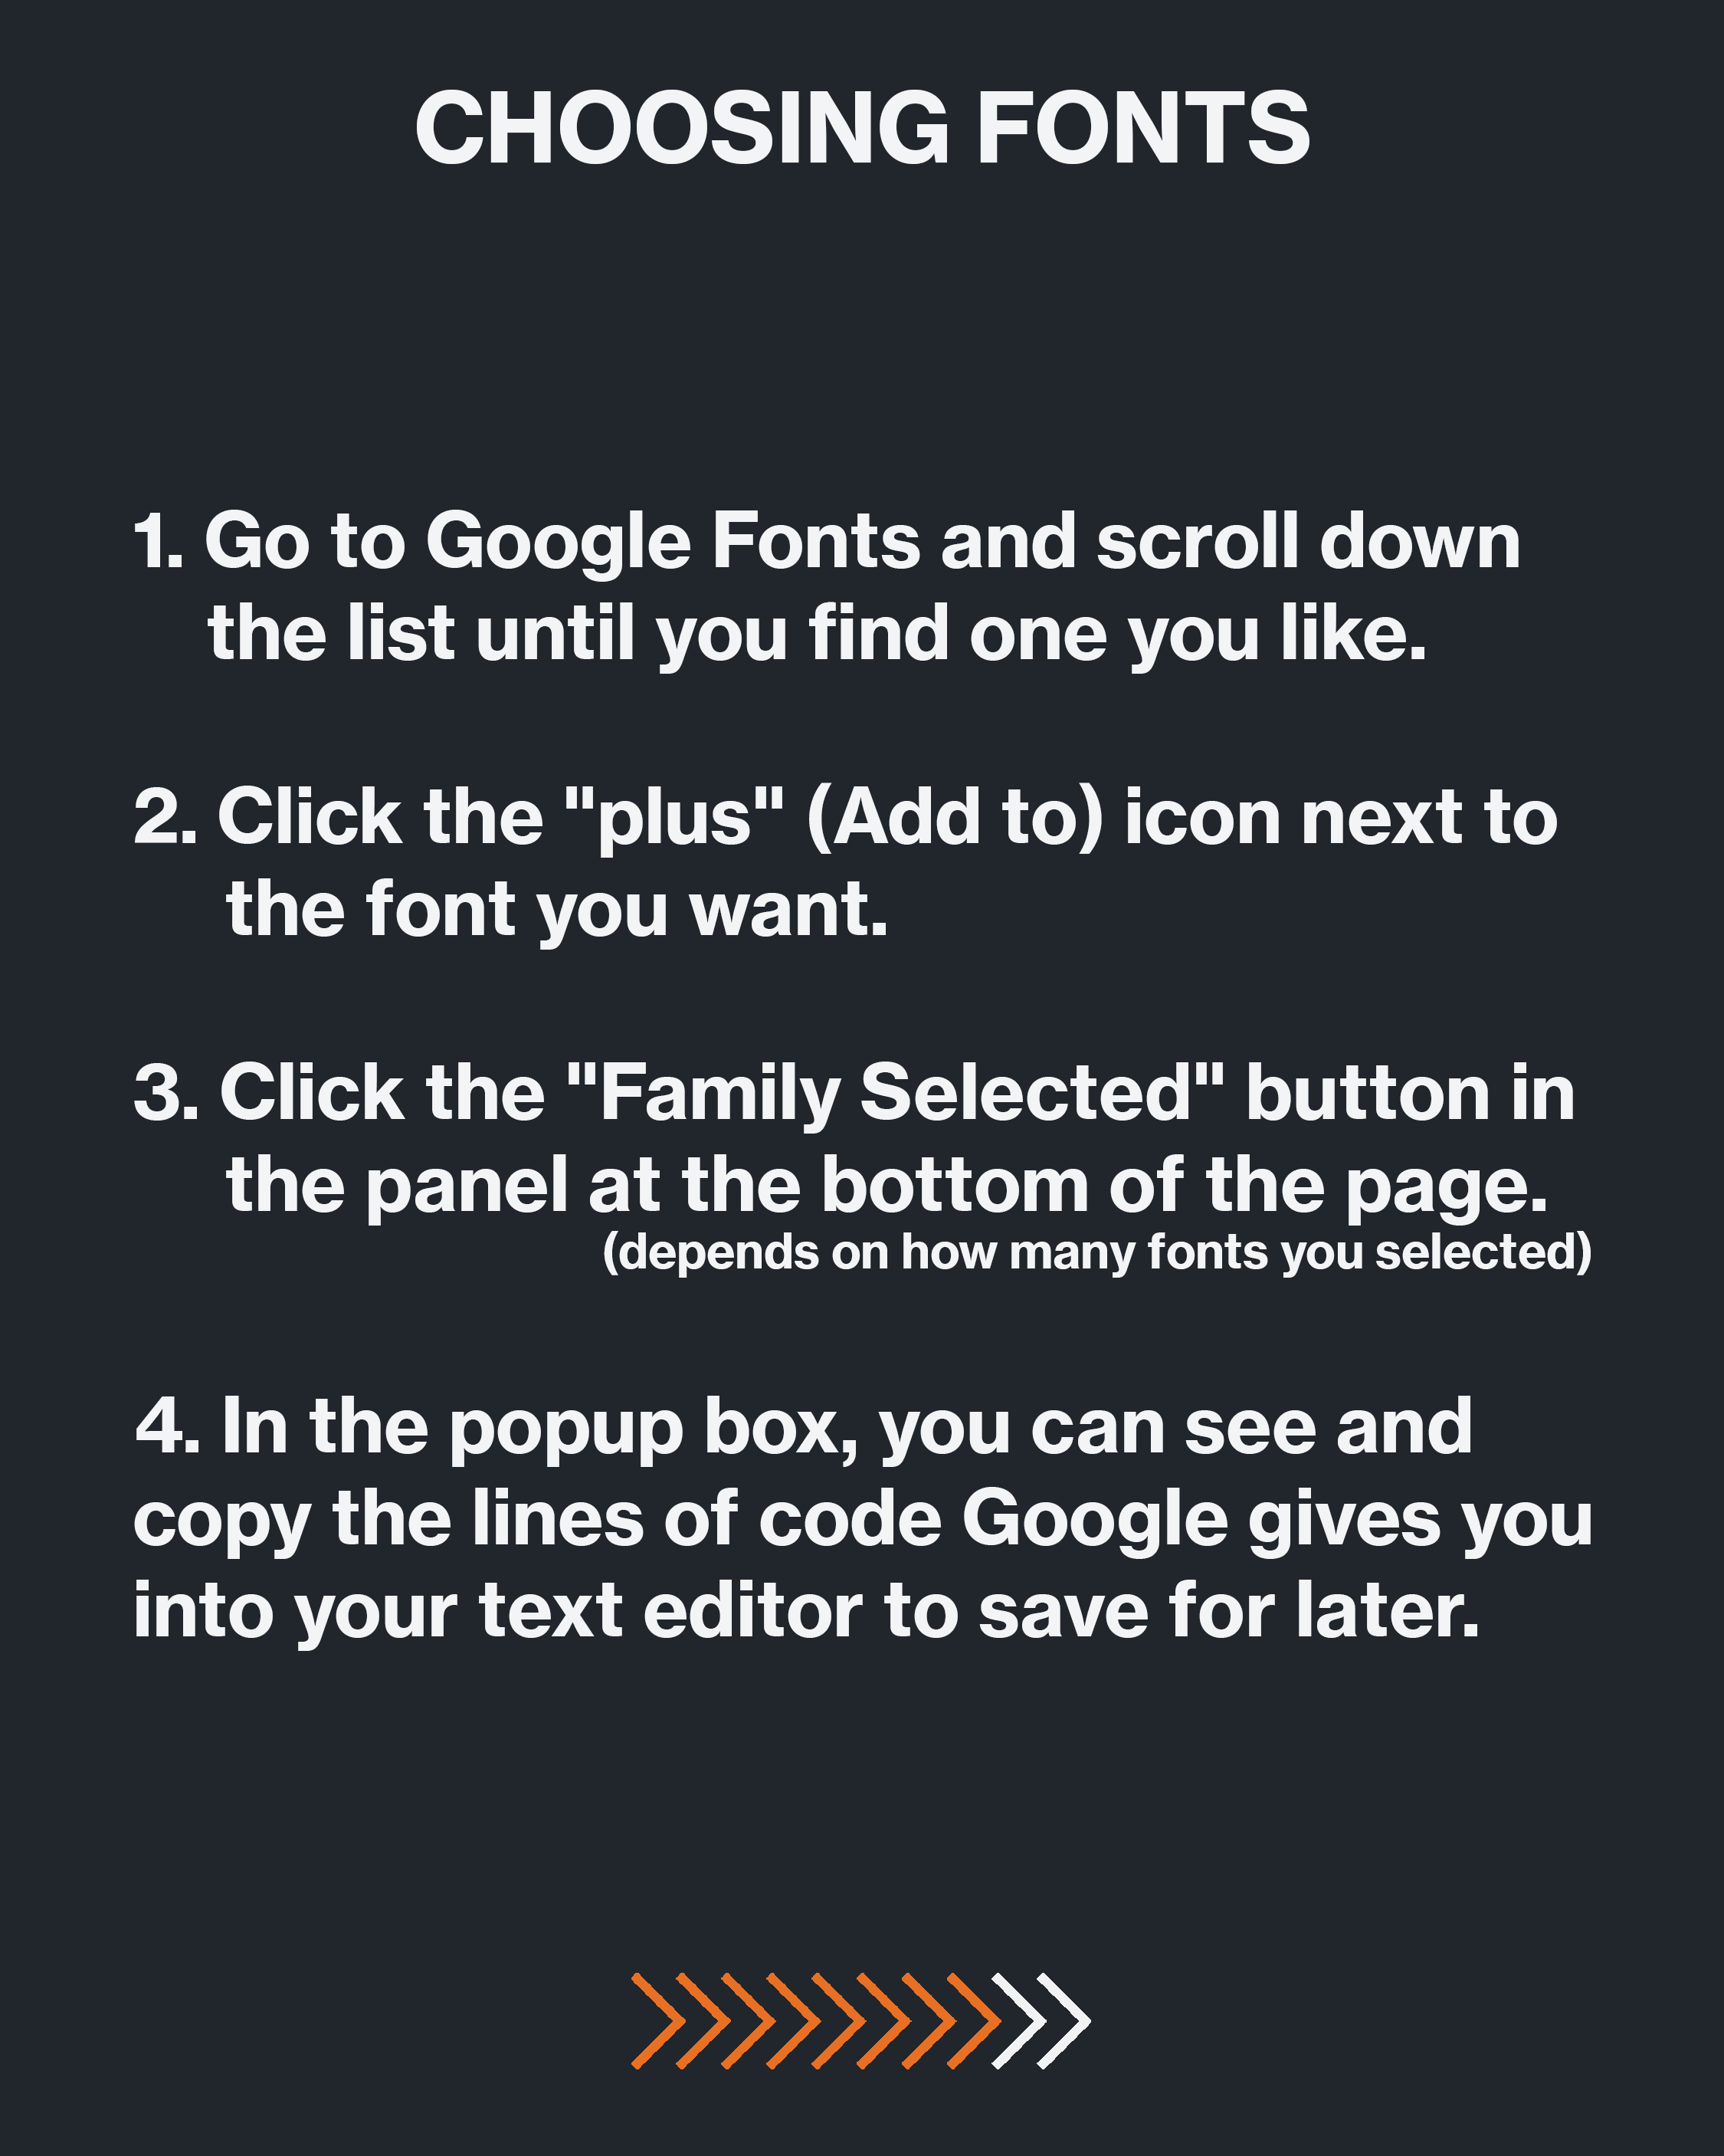 CHOOSING FONTS
1. Go to Google Fonts and scroll down
the list until you find one you like.
2. Click the "plus" (Add to) icon next to
the font you want.
3. Click the "Family Selected" button in
the panel at the bottom of the page.
(depends on how many fonts you selected)
4. In the popup box, you can see and
copy the lines of code Google gives you
into your text editor to save for later.